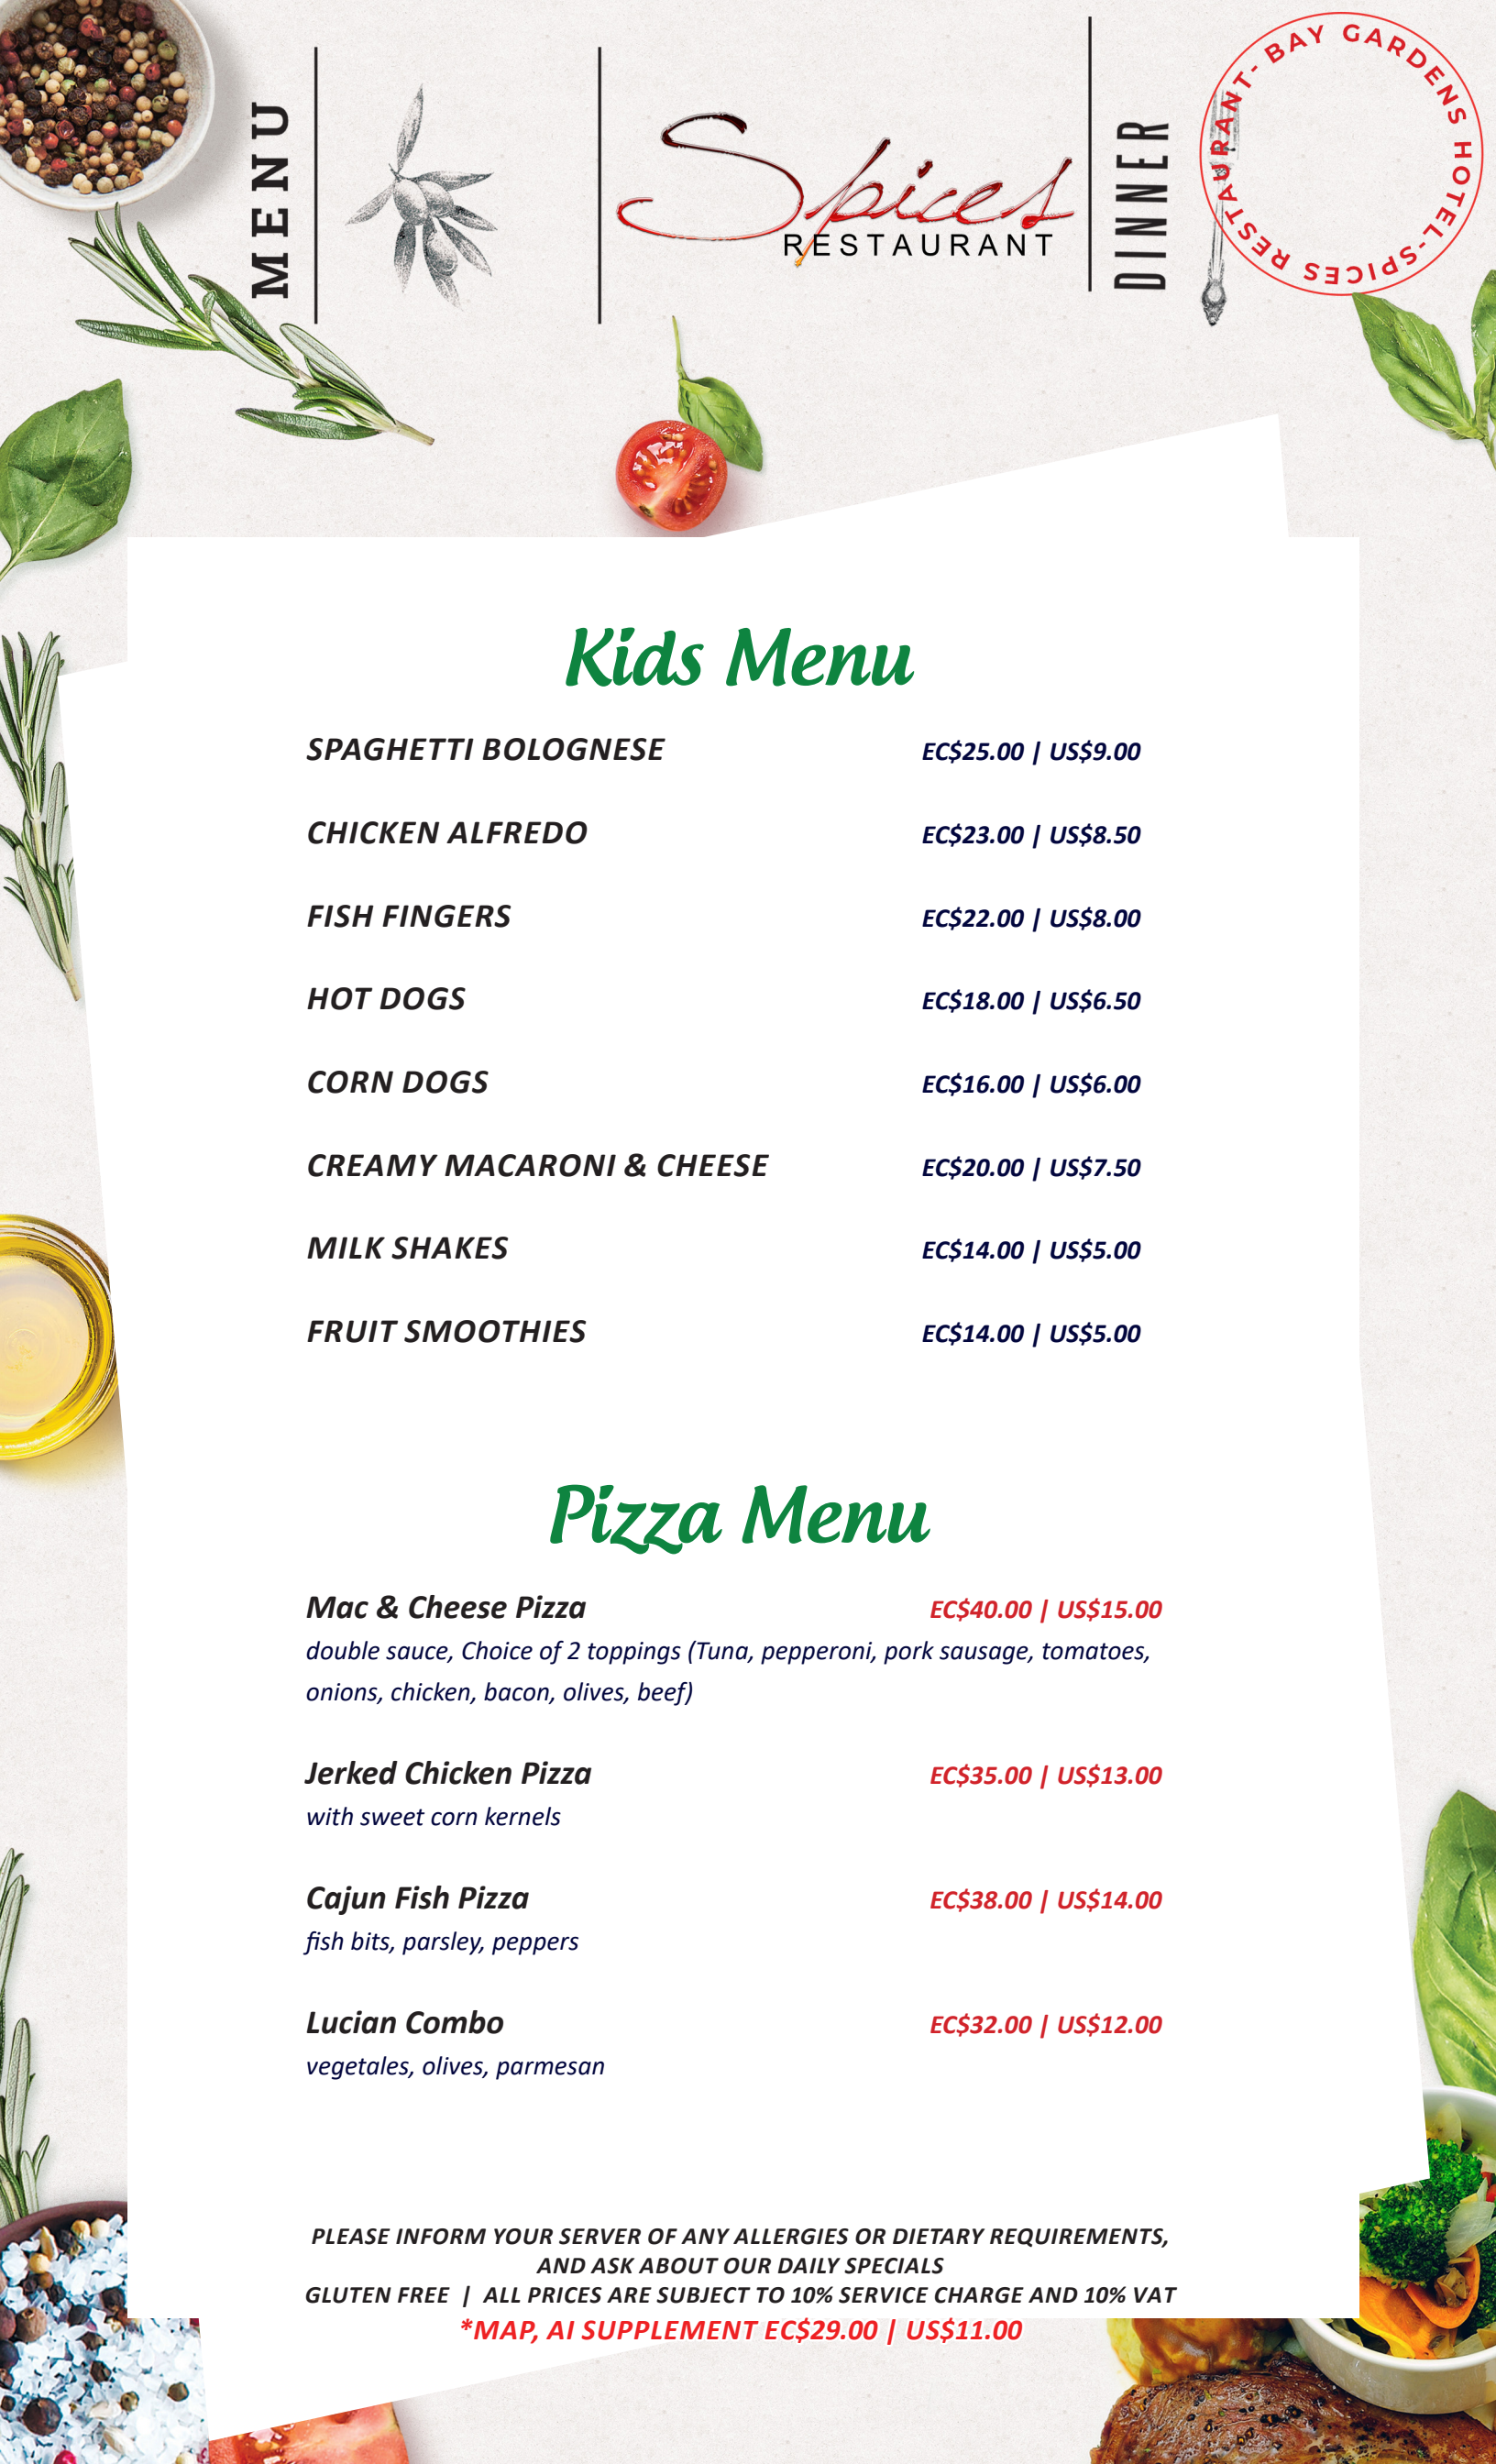 MENU
Spices
RESTAURANT
DINNER
BAY GARDENS HOTEL-SPICES RESTAURANT-
Kids Menu
SPAGHETTI BOLOGNESE EC$25.00 | US$9.00
CHICKEN ALFREDO EC$23.00 | US$8.50
FISH FINGERS EC$22.00 | US$8.00
HOT DOGS EC$18.00 | US$6.50
CORN DOGS EC$16.00 | US$6.00
CREAMY MACARONI & CHEESE EC$20.00 | US$7.50
MILK SHAKES EC$14.00 | US$5.00
FRUIT SMOOTHIES EC$14.00 | US$5.00
Pizza Menu
Mac & Cheese Pizza EC$40.00 | US$15.00
double sauce, Choice of 2 toppings (Tuna, pepperoni, pork sausage, tomatoes,
onions, chicken, bacon, olives, beef)
Jerked Chicken Pizza EC$35.00 | US$13.00
with sweet corn kernels
Cajun Fish Pizza EC$38.00 | US$14.00
fish bits, parsley, peppers
Lucian Combo EC$32.00 | US$12.00
vegetales, olives, parmesan
PLEASE INFORM YOUR SERVER OF ANY ALLERGIES OR DIETARY REQUIREMENTS,
AND ASK ABOUT OUR DAILY SPECIALS
GLUTEN FREE | ALL PRICES ARE SUBJECT TO 10% SERVICE CHARGE AND 10% VAT
*MAP, AI SUPPLEMENT EC$29.00 | US$11.00